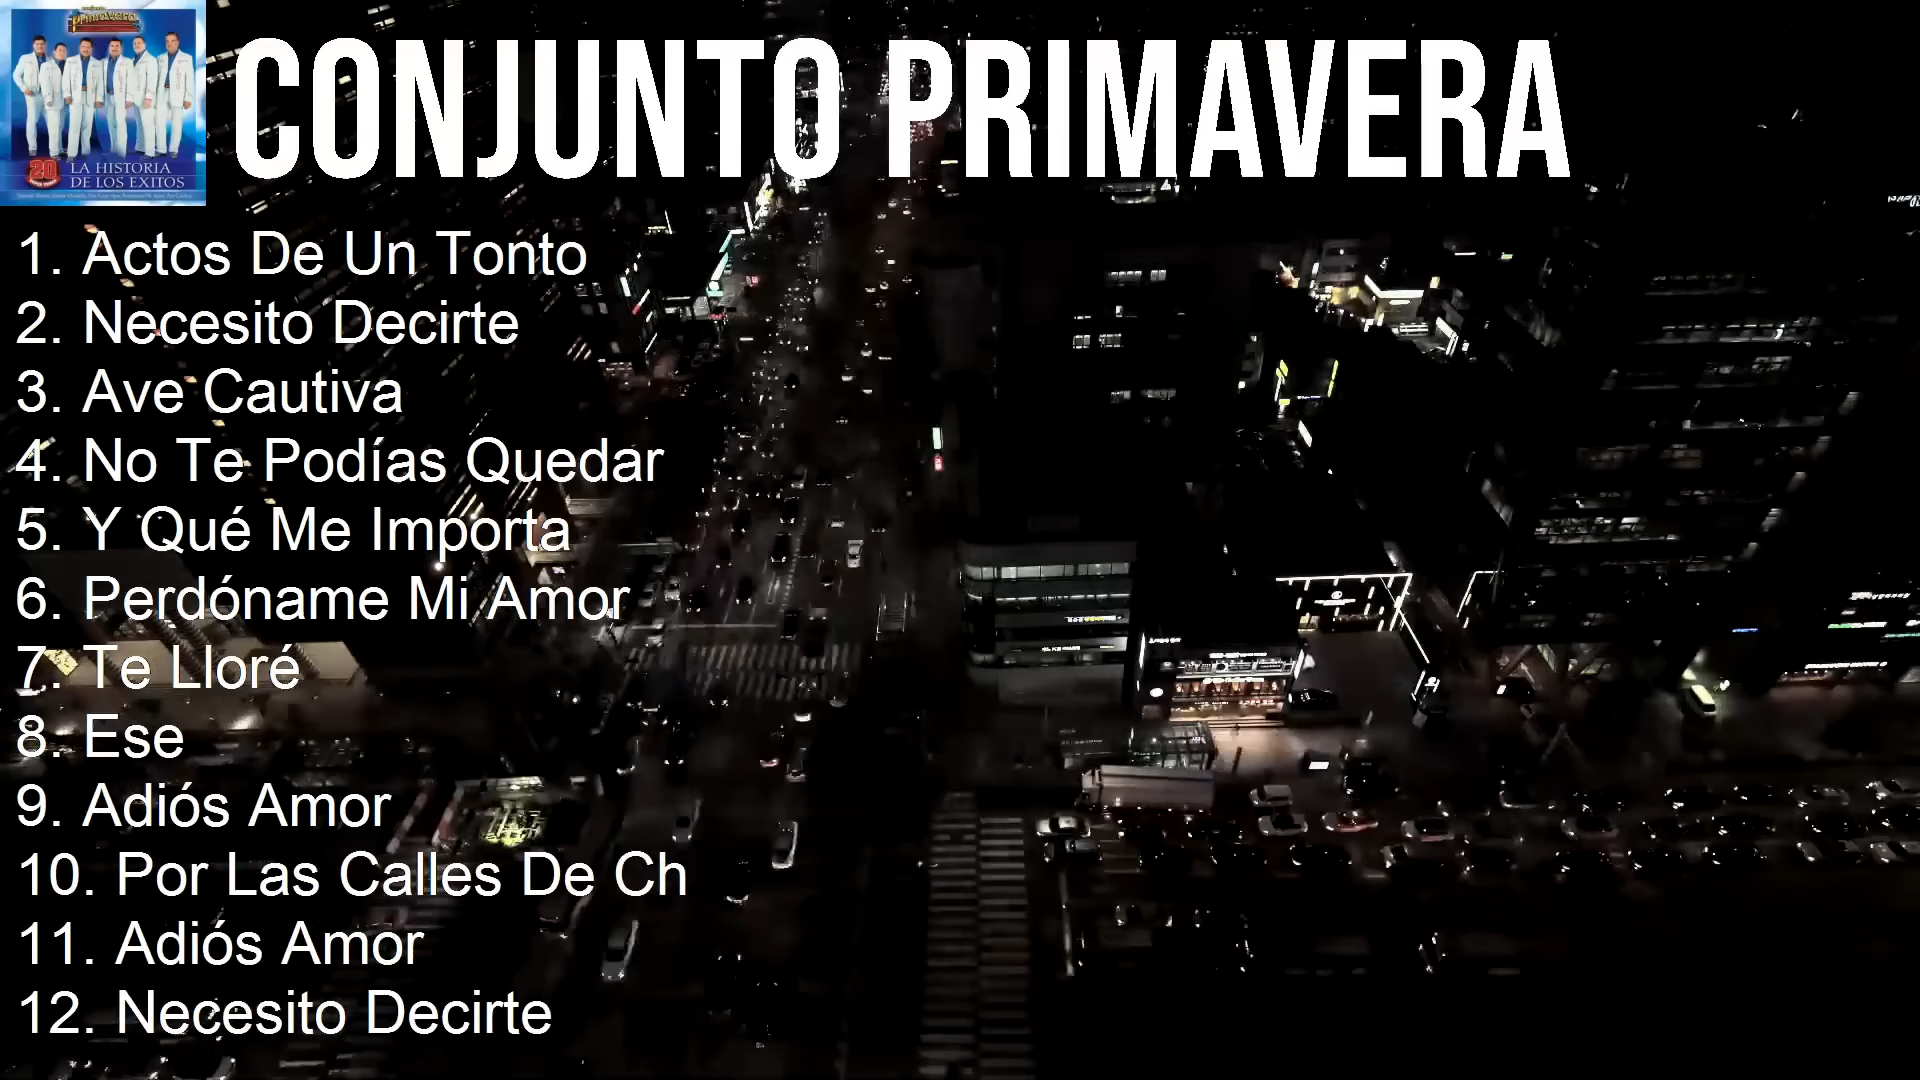 Primavera
20
LA HISTORIA
DE LOS EXITOS
CONJUNTO PRIMAVERA
1. Actos De Un Tonto
2. Necesito Decirte
3. Ave Cautiva
4. No Te Podías Quedar
5. Y Qué Me Importa
6. Perdóname Mi Amor
7. Te Lloré
8. Ese
9. Adiós Amor
10. Por Las Calles De Ch
11. Adiós Amor
12. Necesito Decirte